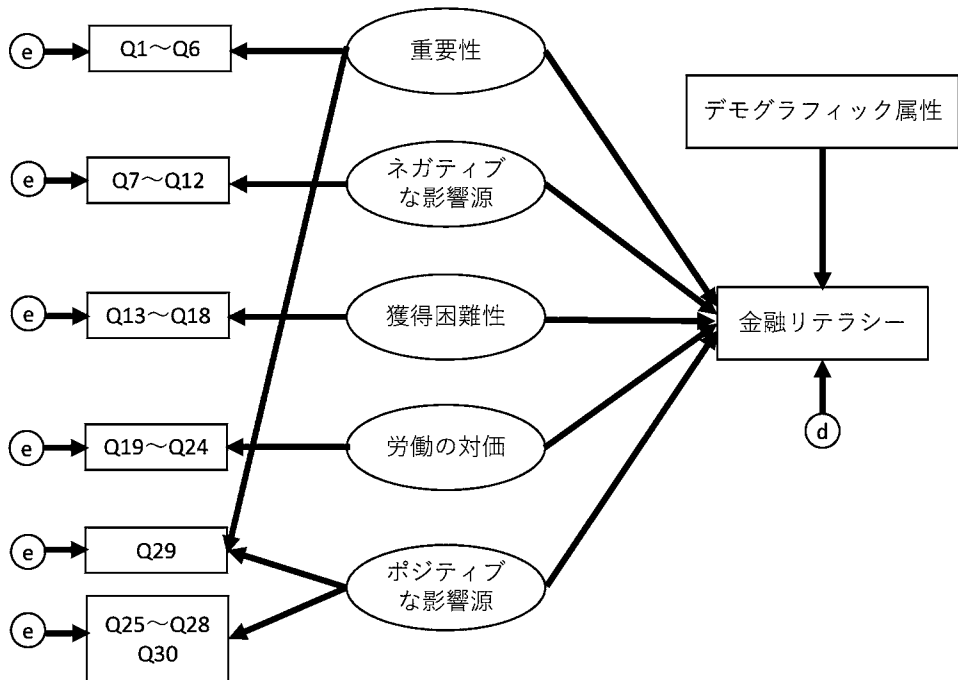 e
Q1～Q6
重要性
デモグラフィック属性
e
Q7～Q12
ネガティブ
な影響源
e
Q13～Q18
獲得困難性
金融リテラシー
e
Q19～Q24
労働の対価
d
e
Q29
ポジティブ
な影響源
e
Q25～Q28
Q30